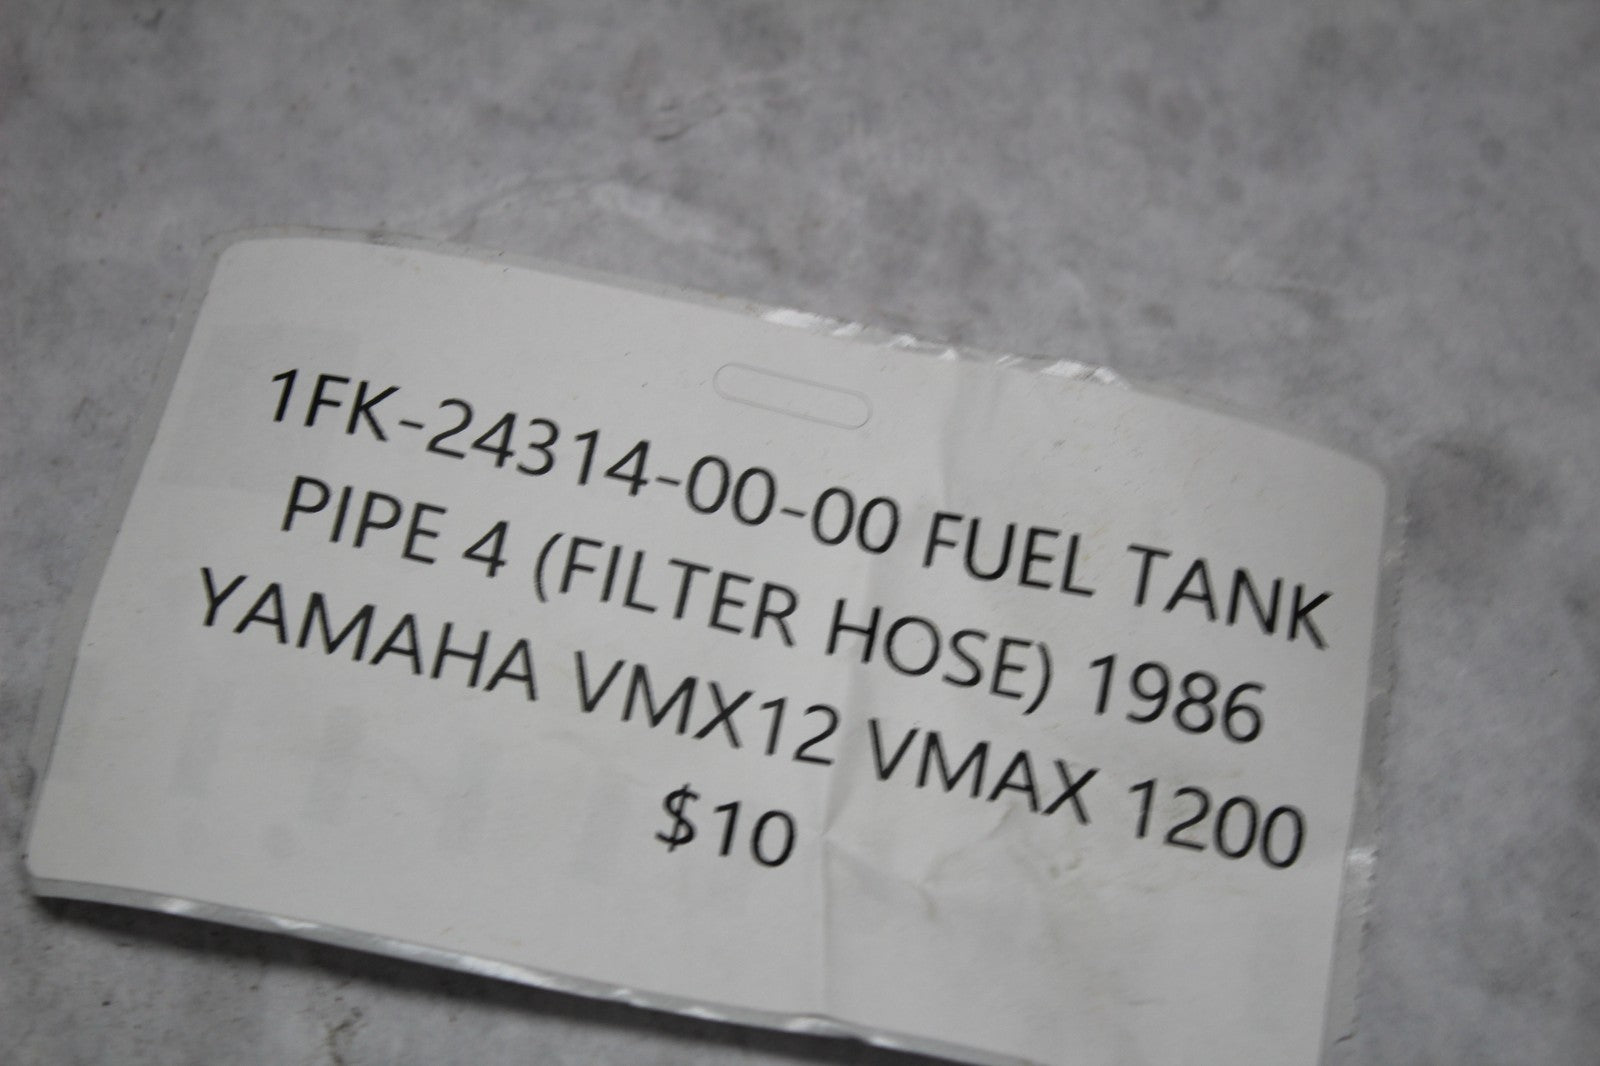 1FK-24314-00-00 FUEL TANK
PIPE 4 (FILTER HOSE) 1986
YAMAHA VMX12 VMAX 1200
$10